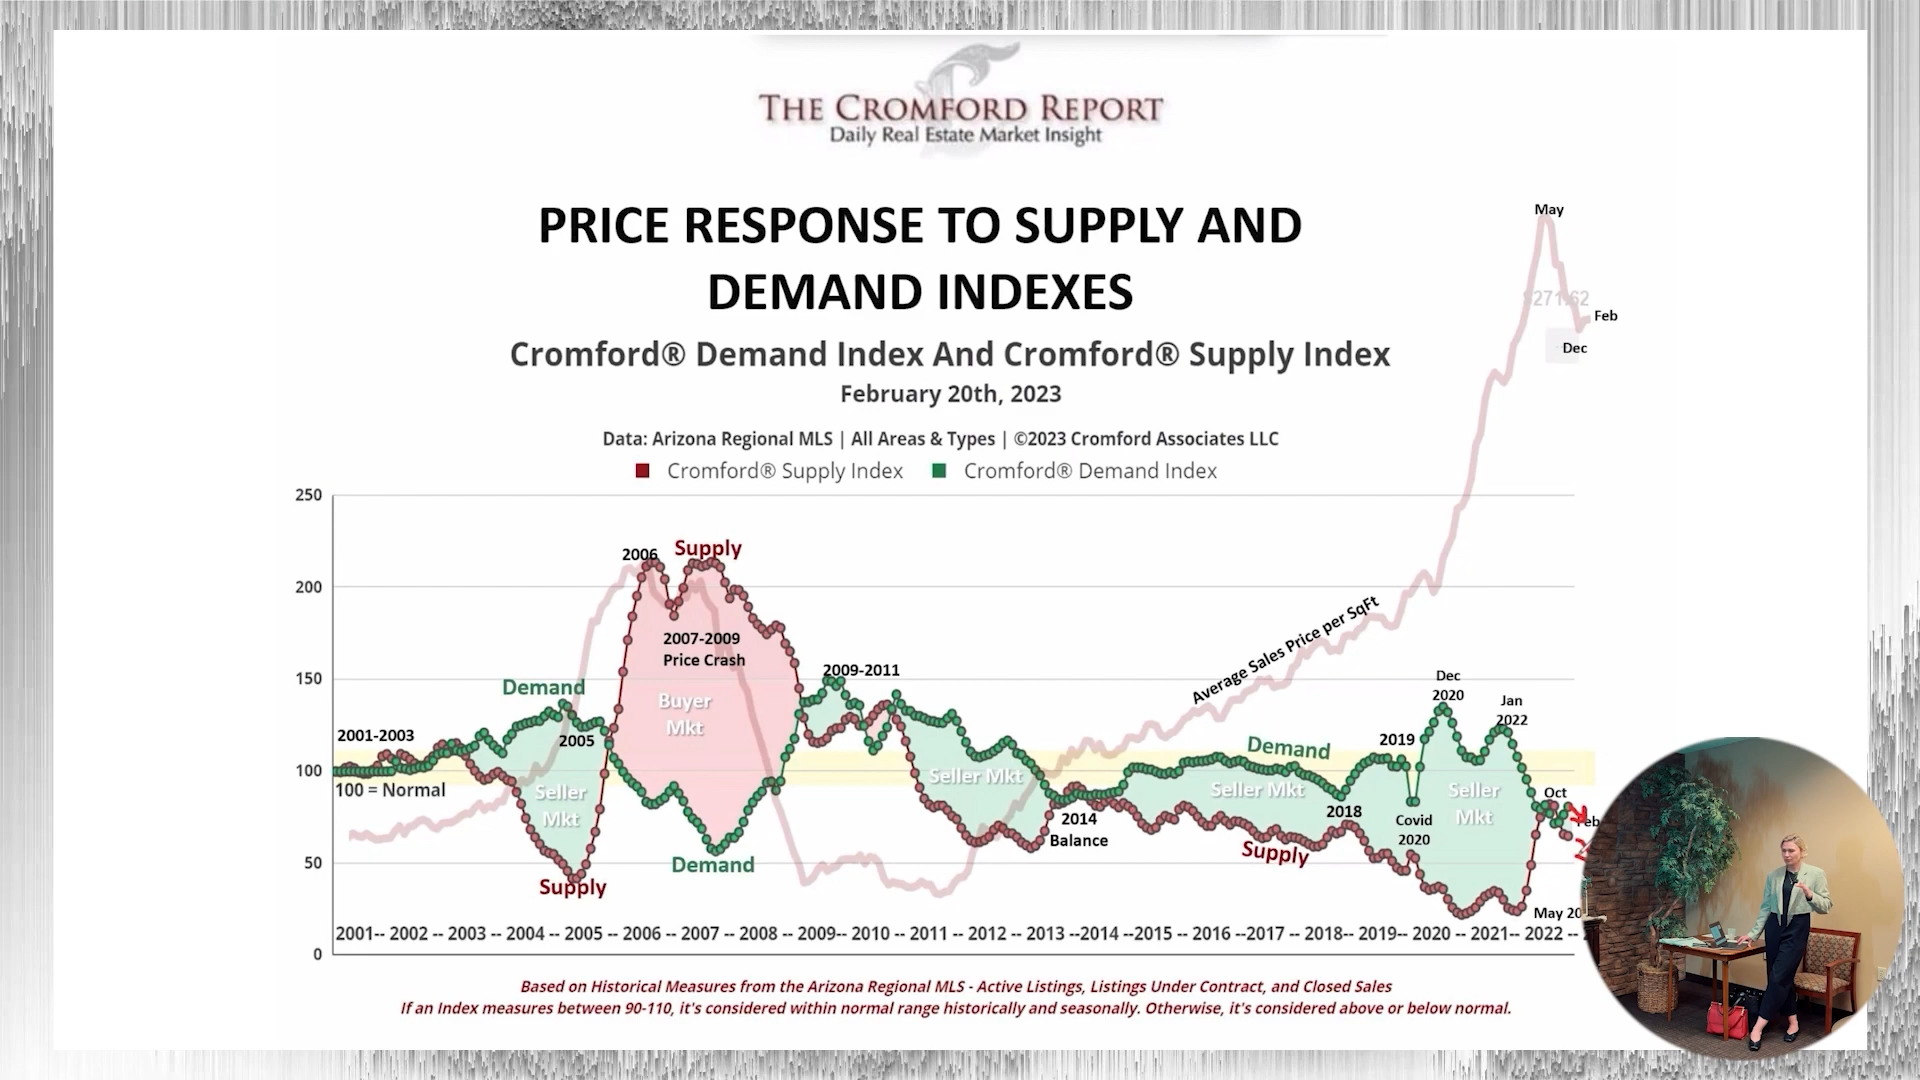 THE CROMFORD REPORT
Daily Real Estate Market Insight
PRICE RESPONSE TO SUPPLY AND
DEMAND INDEXES
Cromford® Demand Index And Cromford® Supply Index
February 20th, 2023
Data: Arizona Regional MLS | All Areas & Types | ©2023 Cromford Associates LLC
Cromford® Supply Index
Cromford® Demand Index
May
$271.62
Feb
Dec
250
200
150
100
50
0
2006
Supply
2007-2009
Price Crash
Buyer
Mkt
Demand
2005
2001-2003
100 = Normal
Seller
Mkt
Supply
Demand
2009-2011
Seller Mkt
2014
Balance
Average Sales Price per SqFt
Demand
Seller Mkt
Supply
2018
2019
Covid
2020
Dec
2020
Jan
2022
Seller
Mkt
Oct
Feb
May 20
2001-- 2002 -- 2003 -- 2004 -- 2005 -- 2006 -- 2007 -- 2008 -- 2009-- 2010 -- 2011 -- 2012 -- 2013 --2014 --2015 -- 2016 --2017 -- 2018-- 2019-- 2020 -- 2021-- 2022 --
Based on Historical Measures from the Arizona Regional MLS - Active Listings, Listings Under Contract, and Closed Sales
If an Index measures between 90-110, it's considered within normal range historically and seasonally. Otherwise, it's considered above or below normal.